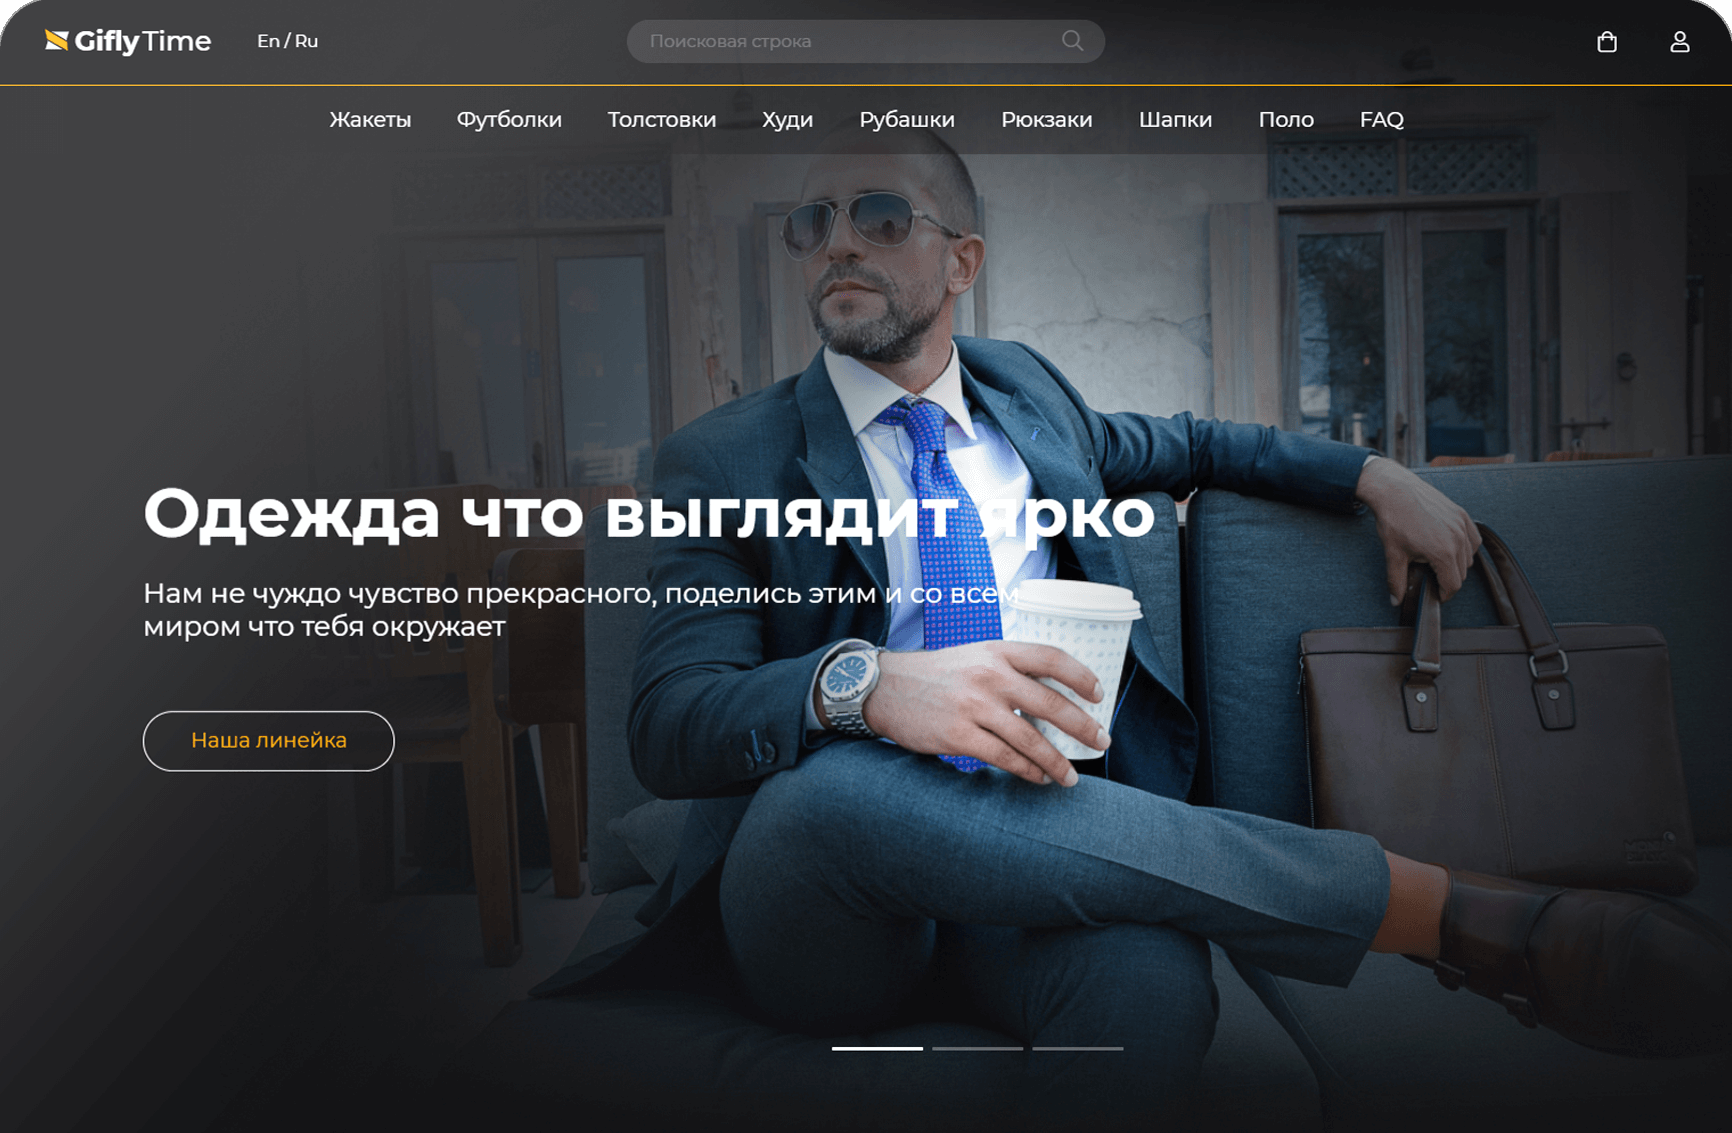 GiflyTime
En / Ru
Поисковая строка
Жакеты Футболки Толстовки Худи Рубашки Рюкзаки Шапки Поло FAQ
Одежда что выглядит ярко
Нам не чуждо чувство прекрасного, поделись этим и со всем
миром что тебя окружает
Наша линейка